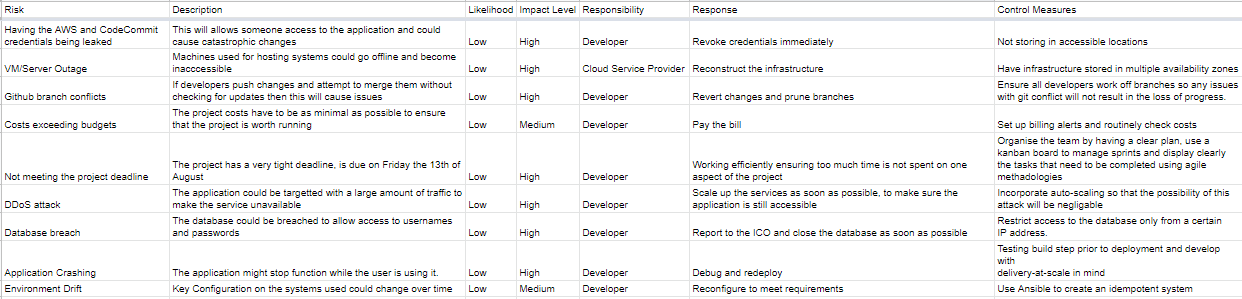 Risk Description Likelihood Impact Level Responsibility Response Control Measures
Having the AWS and CodeCommit This will allows someone access to the application and could
credentials being leaked cause catastrophic changes Low High Developer Revoke credentials immediately Not storing in accessible locations
Machines used for hosting systems could go offline and become
VM/Server Outage inacccessible Low High Cloud Service Provider Reconstruct the infrastructure Have infrastructure stored in multiple availability zones
If developers push changes and attempt to merge them without Ensure all developers work off branches so any issues
Github branch conflicts checking for updates then this will cause issues Low High Developer Revert changes and prune branches with git conflict will not result in the loss of progress.
The project costs have to be as minimal as possible to ensure
Costs exceeding budgets that the project is worth running Low Medium Developer Pay the bill Set up billing alerts and routinely check costs
Organise the team by having a clear plan, use a
kanban board to manage sprints and display clearly
The project has a very tight deadline, is due on Friday the 13th of Working efficiently ensuring too much time is not spent on one the tasks that need to be completed using agile
Not meeting the project deadline August Low High Developer aspect of the project methadologies
The application could be targetted with a large amount of traffic to Scale up the services as soon as possible, to make sure the Incorporate auto-scaling so that the possibility of this
DDoS attack make the service unavailable Low High Developer application is still accessible attack will be negligable
The database could be breached to allow access to usernames Restrict access to the database only from a certain
Database breach and passwords Low High Developer Report to the ICO and close the database as soon as possible IP address.
Testing build step prior to deployment and develop
with
Application Crashing The application might stop function while the user is using it. Low High Developer Debug and redeploy delivery-at-scale in mind
Environment Drift Key Configuration on the systems used could change over time Low Medium Developer Reconfigure to meet requirements Use Ansible to create an idempotent system